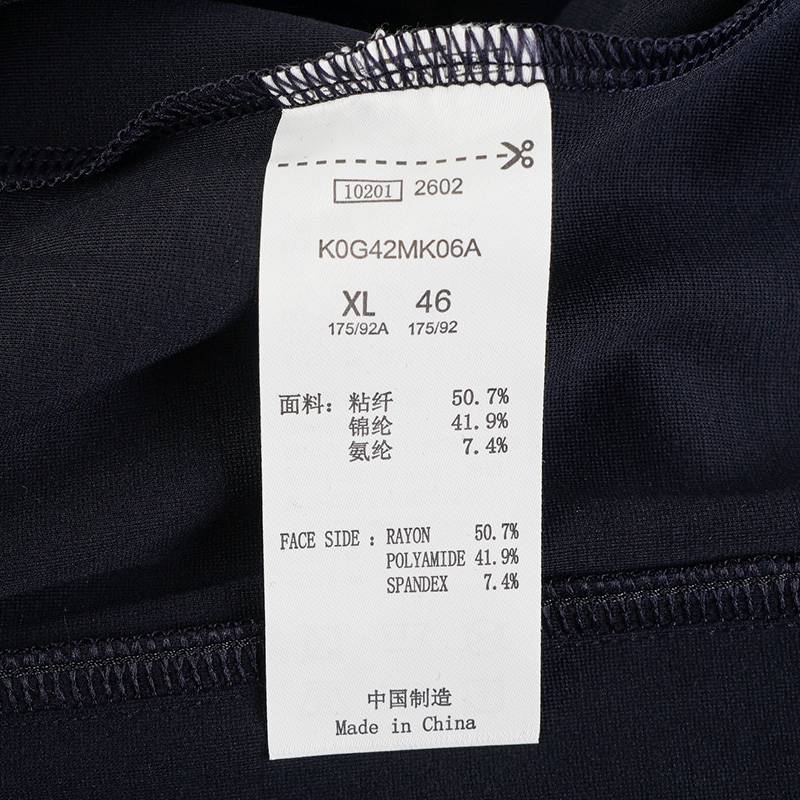 10201 2602
K0G42MK06A
XL 46
175/92A 175/92
面料: 粘纤 50.7%
锦纶 41.9%
氨纶 7.4%
FACE SIDE : RAYON 50.7%
POLYAMIDE 41.9%
SPANDEX 7.4%
中国制造
Made in China